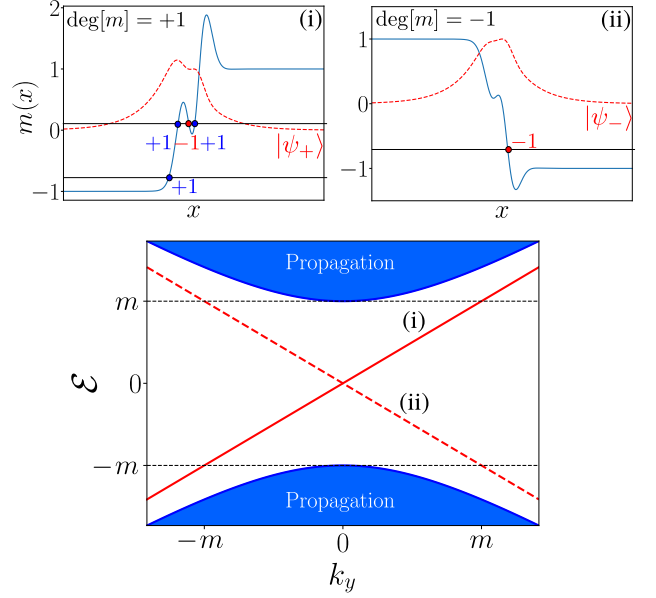 deg[m] = +1 (i)
2
1
0
−1
m(x)
+1 −1 +1
+1
|ψ₊⟩
x
deg[m] = −1 (ii)
1
0
−1
−1
|ψ₋⟩
x
Propagation
m
(i)
0
ℰ
(ii)
−m
Propagation
−m 0 m
k_y